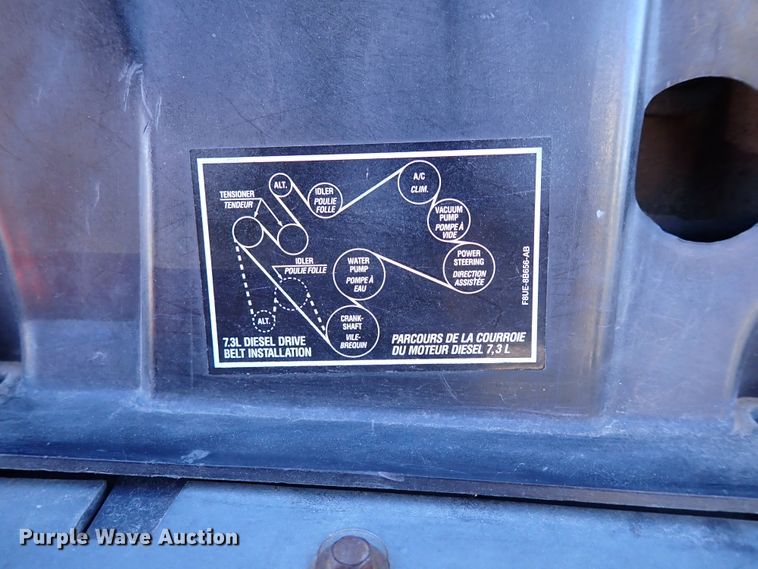 TENSIONER
TENDEUR
ALT.
IDLER
POULIE
FOLLE
A/C
CLIM.
VACUUM
PUMP
POMPE À
VIDE
IDLER
POULIE FOLLE
WATER
PUMP
POMPE À
EAU
POWER
STEERING
DIRECTION
ASSISTÉE
ALT.
CRANK-
SHAFT
VILE-
BREQUIN
7.3L DIESEL DRIVE
BELT INSTALLATION
PARCOURS DE LA COURROIE
DU MOTEUR DIESEL 7,3 L
F8UE-8B656-AB
Purple Wave Auction